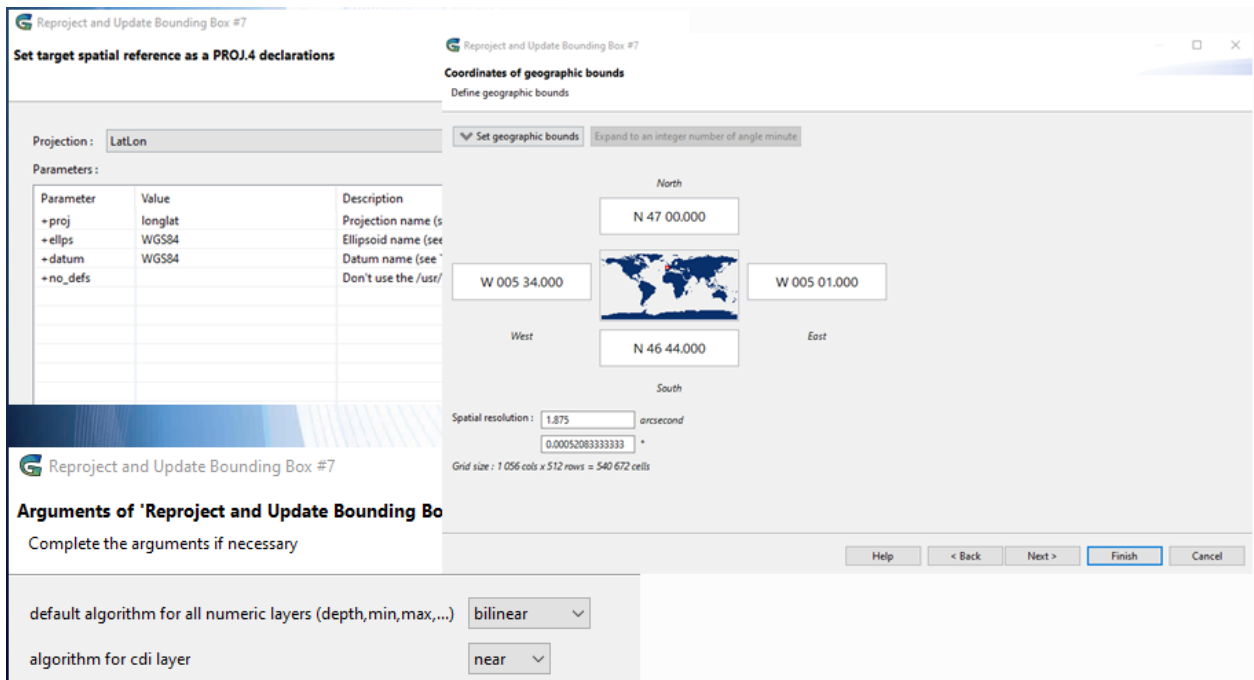 Reproject and Update Bounding Box #7
Set target spatial reference as a PROJ.4 declarations
Projection : LatLon
Parameters :
Parameter Value Description
+proj longlat Projection name (s
+ellps WGS84 Ellipsoid name (see
+datum WGS84 Datum name (see
+no_defs Don't use the /usr/
Reproject and Update Bounding Box #7
Coordinates of geographic bounds
Define geographic bounds
Set geographic bounds Expand to an integer number of angle minute
North
N 47 00.000
W 005 34.000 W 005 01.000
West East
N 46 44.000
South
Spatial resolution : 1.875 arcsecond
0.00052083333333 °
Grid size : 1 056 cols x 512 rows = 540 672 cells
Help < Back Next > Finish Cancel
Reproject and Update Bounding Box #7
Arguments of 'Reproject and Update Bounding Bo
Complete the arguments if necessary
default algorithm for all numeric layers (depth,min,max,...) bilinear
algorithm for cdi layer near